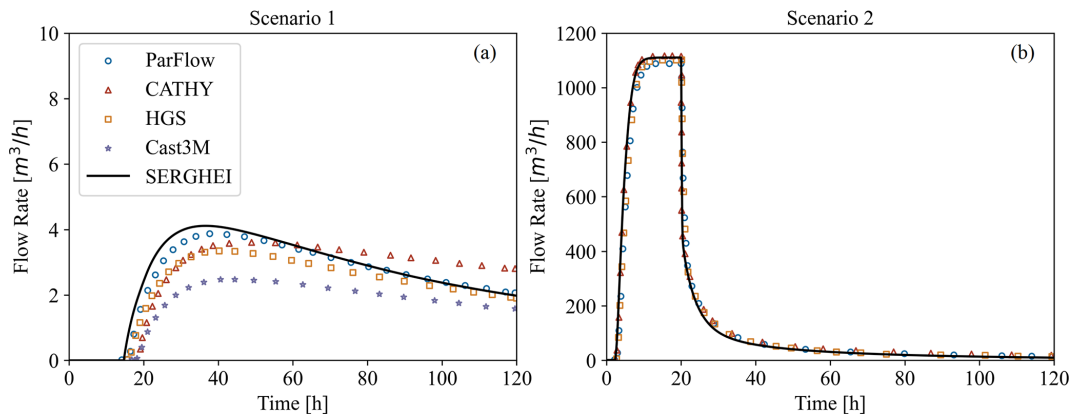 Scenario 1
(a)
ParFlow
CATHY
HGS
Cast3M
SERGHEI
Flow Rate [m³/h]
10
8
6
4
2
0
0 20 40 60 80 100 120
Time [h]
Scenario 2
(b)
Flow Rate [m³/h]
1200
1000
800
600
400
200
0
0 20 40 60 80 100 120
Time [h]